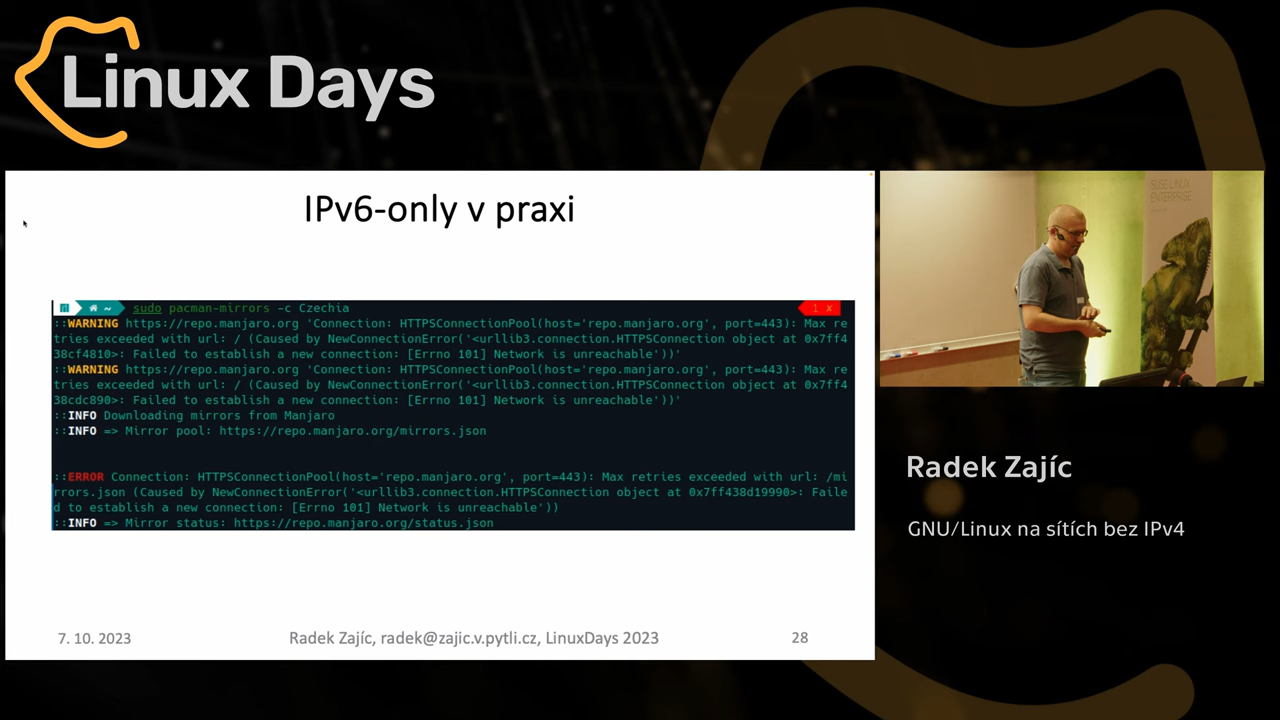 Linux Days
IPv6-only v praxi
~ sudo pacman-mirrors -c Czechia 1 ✘
::WARNING https://repo.manjaro.org 'Connection: HTTPSConnectionPool(host='repo.manjaro.org', port=443): Max re
tries exceeded with url: / (Caused by NewConnectionError('<urllib3.connection.HTTPSConnection object at 0x7ff4
38cf4810>: Failed to establish a new connection: [Errno 101] Network is unreachable'))'
::WARNING https://repo.manjaro.org 'Connection: HTTPSConnectionPool(host='repo.manjaro.org', port=443): Max re
tries exceeded with url: / (Caused by NewConnectionError('<urllib3.connection.HTTPSConnection object at 0x7ff4
38cdc890>: Failed to establish a new connection: [Errno 101] Network is unreachable'))'
::INFO Downloading mirrors from Manjaro
::INFO => Mirror pool: https://repo.manjaro.org/mirrors.json
::ERROR Connection: HTTPSConnectionPool(host='repo.manjaro.org', port=443): Max retries exceeded with url: /mi
rrors.json (Caused by NewConnectionError('<urllib3.connection.HTTPSConnection object at 0x7ff438d19990>: Faile
d to establish a new connection: [Errno 101] Network is unreachable'))
::INFO => Mirror status: https://repo.manjaro.org/status.json
7. 10. 2023
Radek Zajíc, radek@zajic.v.pytli.cz, LinuxDays 2023
28
SUSE LINUX
ENTERPRISE
Radek Zajíc
GNU/Linux na sítích bez IPv4